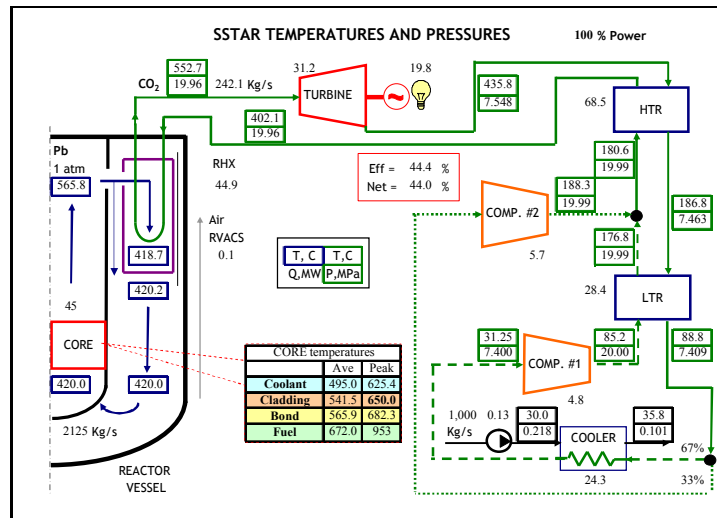 SSTAR TEMPERATURES AND PRESSURES
100 % Power
CO2
552.7
19.96
242.1 Kg/s
31.2
TURBINE
~
19.8
435.8
7.548
68.5
HTR
402.1
19.96
Pb
1 atm
565.8
RHX
44.9
Eff = 44.4 %
Net = 44.0 %
180.6
19.99
188.3
19.99
186.8
7.463
COMP. #2
5.7
176.8
19.99
Air
RVACS
0.1
418.7
420.2
T, C
Q,MW
T,C
P,MPa
28.4
LTR
45
CORE
420.0
420.0
2125 Kg/s
REACTOR
VESSEL
CORE temperatures
Ave Peak
Coolant 495.0 625.4
Cladding 541.5 650.0
Bond 565.9 682.3
Fuel 672.0 953
31.25
7.400
COMP. #1
4.8
85.2
20.00
88.8
7.409
1,000
Kg/s
0.13
30.0
0.218
COOLER
24.3
35.8
0.101
67%
33%